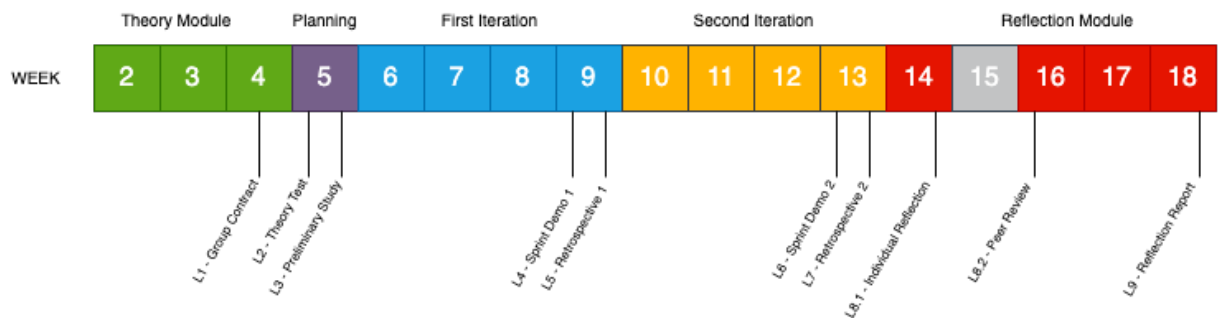 Theory Module
Planning
First Iteration
Second Iteration
Reflection Module
WEEK
2
3
4
5
6
7
8
9
10
11
12
13
14
15
16
17
18
L1 - Group Contract
L2 - Theory Test
L3 - Preliminary Study
L4 - Sprint Demo 1
L5 - Retrospective 1
L6 - Sprint Demo 2
L7 - Retrospective 2
L8.1 - Individual Reflection
L8.2 - Peer Review
L9 - Reflection Report